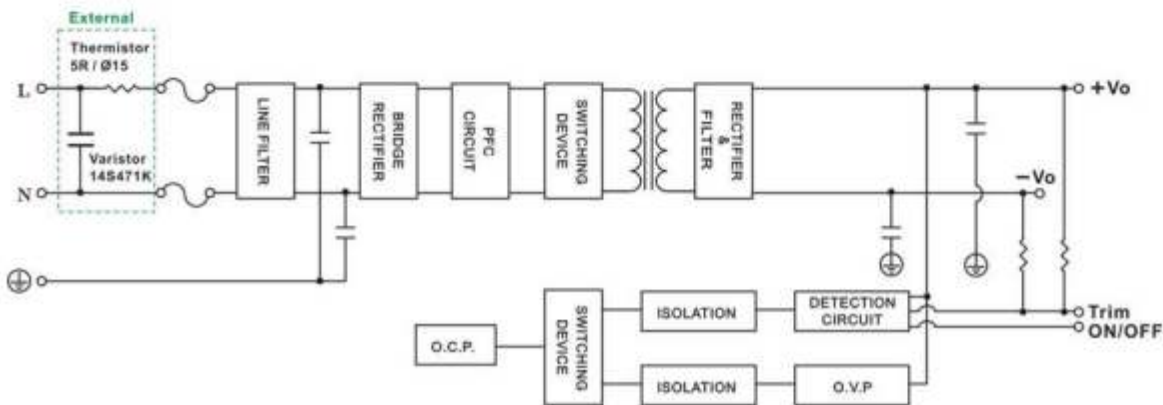 External
Thermistor
5R / Ø15
L
Varistor
14S471K
N
LINE FILTER
BRIDGE
RECTIFIER
PFC
CIRCUIT
SWITCHING
DEVICE
RECTIFIER
&
FILTER
+Vo
−Vo
O.C.P.
SWITCHING
DEVICE
ISOLATION
DETECTION
CIRCUIT
Trim
ON/OFF
ISOLATION
O.V.P